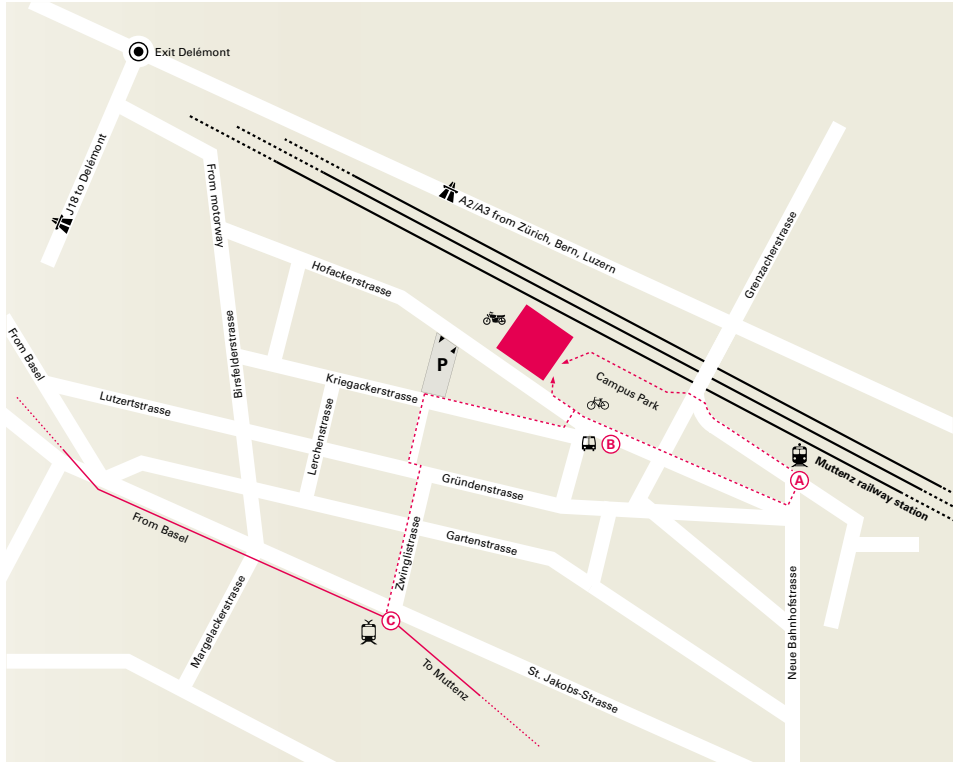 Exit Delémont
J18 to Delémont
From motorway
A2/A3 from Zürich, Bern, Luzern
Grenzacherstrasse
Hofackerstrasse
From Basel
Birsfelderstrasse
P
Kriegackerstrasse
Campus Park
Lutzertstrasse
Lerchenstrasse
B
Muttenz railway station
A
Gründenstrasse
From Basel
Zwinglistrasse
Gartenstrasse
Margelackerstrasse
C
Neue Bahnhofstrasse
To Muttenz
St. Jakobs-Strasse